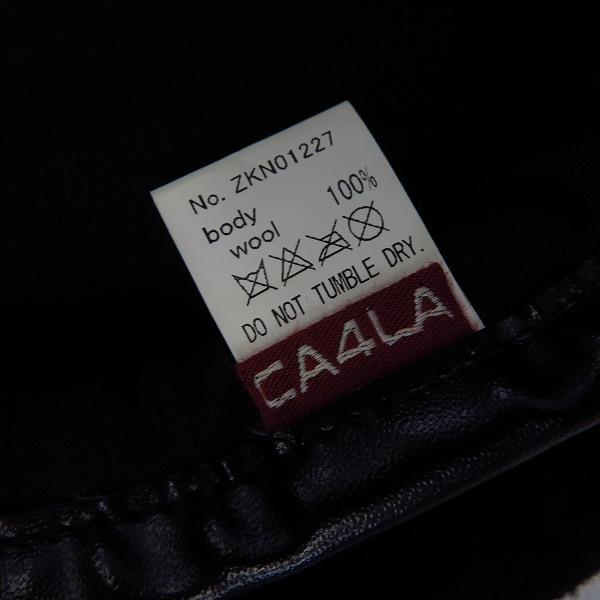 No. ZKN01227
body
wool 100%
DO NOT TUMBLE DRY.
CA4LA